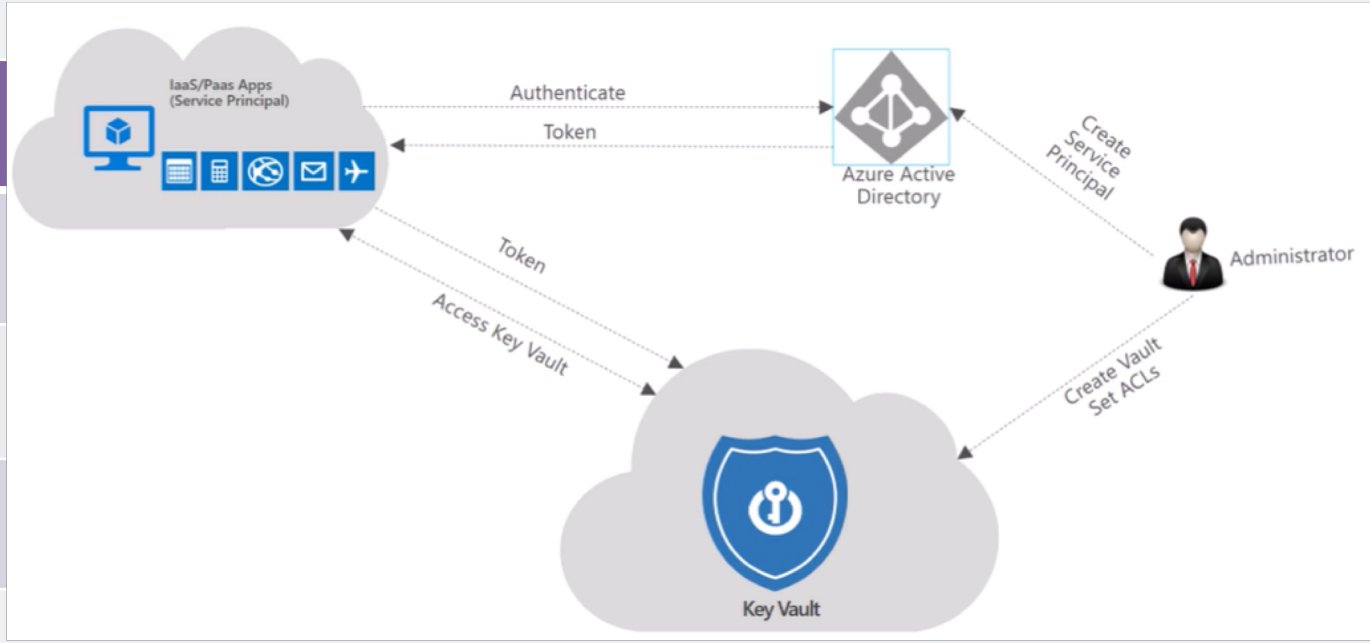 IaaS/Paas Apps
(Service Principal)
Authenticate
Token
Azure Active
Directory
Create
Service
Principal
Administrator
Token
Access Key Vault
Create Vault
Set ACLs
Key Vault